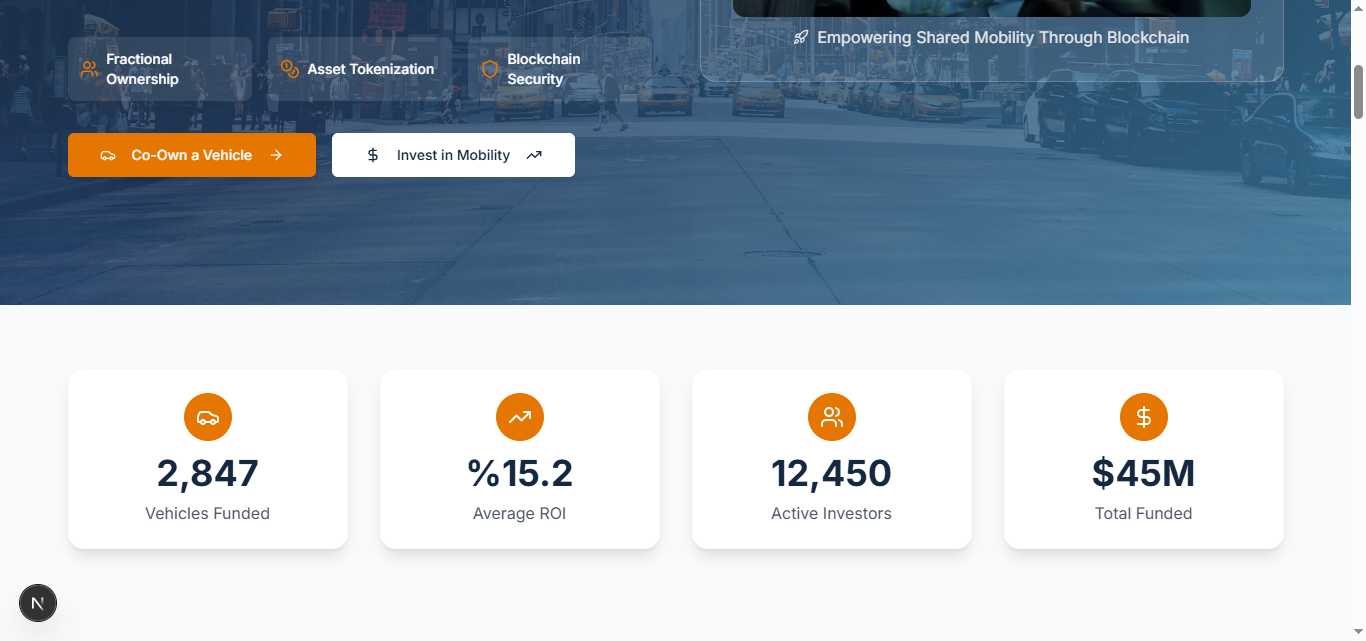 Empowering Shared Mobility Through Blockchain
Fractional
Ownership
Asset Tokenization
Blockchain
Security
Co-Own a Vehicle
Invest in Mobility
2,847
Vehicles Funded
%15.2
Average ROI
12,450
Active Investors
$45M
Total Funded
N